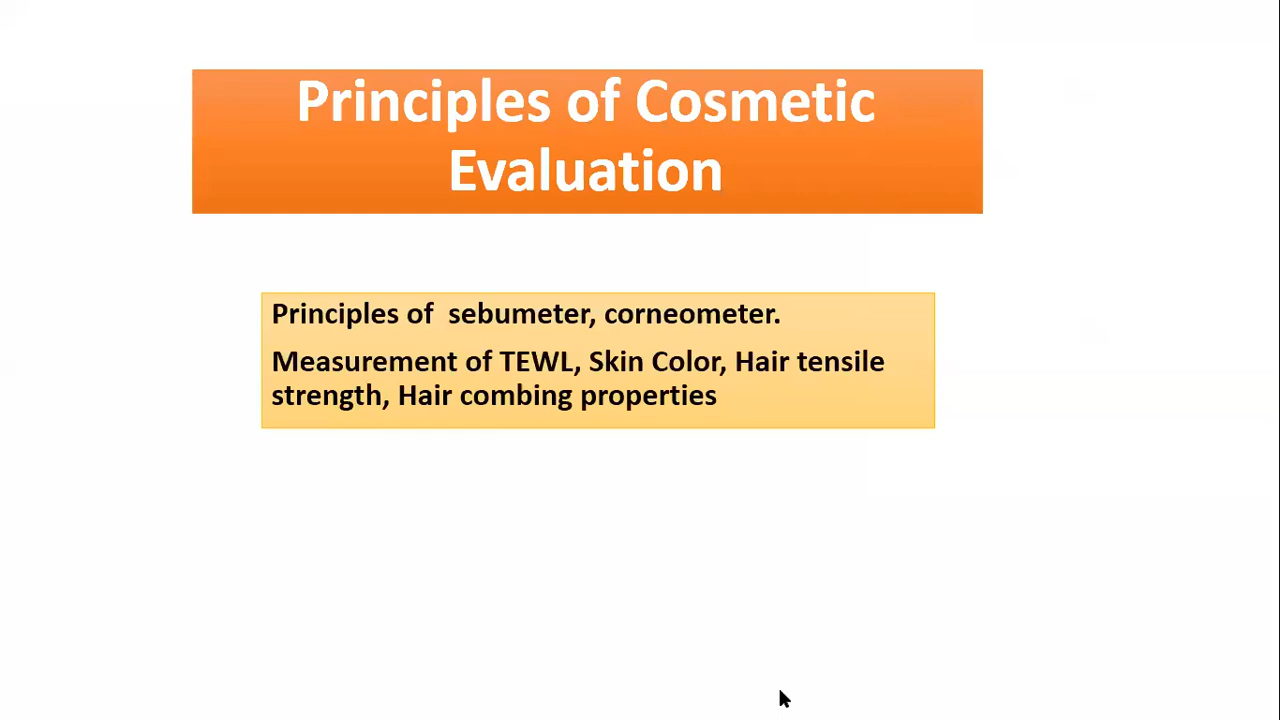 Principles of Cosmetic
Evaluation
Principles of  sebumeter, corneometer.
Measurement of TEWL, Skin Color, Hair tensile
strength, Hair combing properties